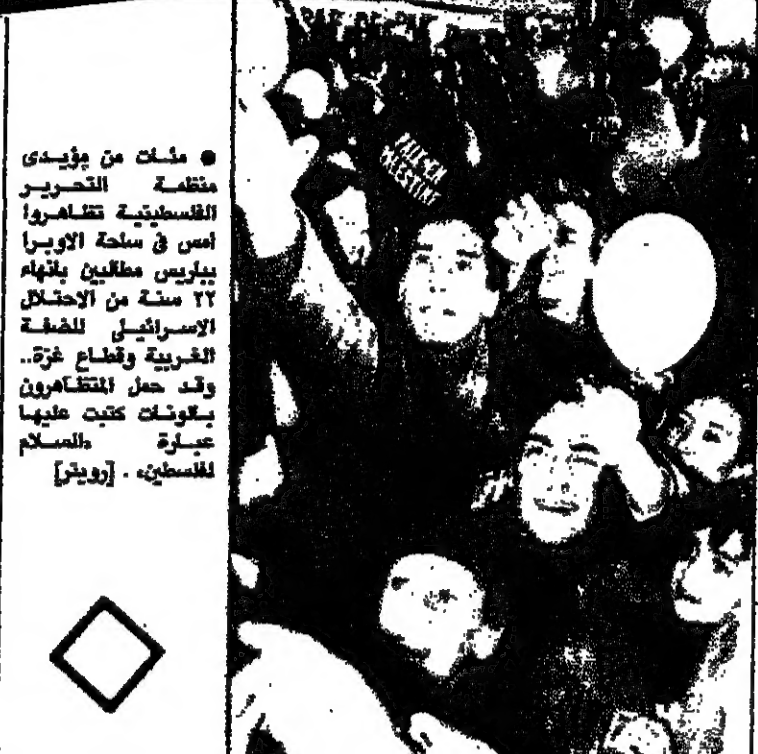 ● مئات من مؤيدى
منظمة التحرير
الفلسطينية تظاهروا
امس في ساحة الاوبرا
بباريس مطالبين بانهاء
٢٢ سنة من الاحتلال
الاسرائيلى للضفة
الغربية وقطاع غزة..
وقد حمل المتظاهرون
بالونات كتبت عليها
عبارة «السلام
لفلسطين» . [رويتر]